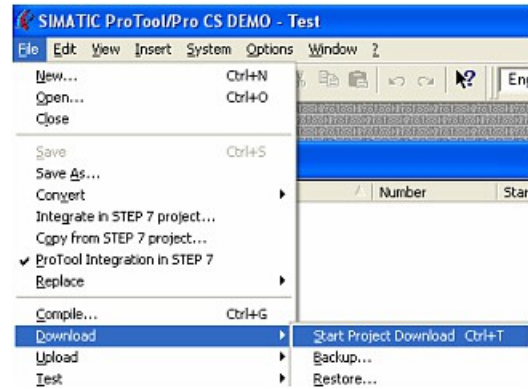 SIMATIC ProTool/Pro CS DEMO - Test
File Edit View Insert System Options Window ?
New... Ctrl+N
Open... Ctrl+O
Close
Save Ctrl+S
Save As...
Convert
Integrate in STEP 7 project...
Copy from STEP 7 project...
ProTool Integration in STEP 7
Replace
Compile... Ctrl+G
Download
Upload
Test
Number
Start Project Download Ctrl+T
Backup...
Restore...